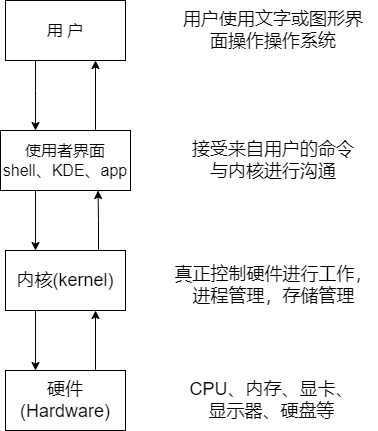 用 户
用户使用文字或图形界
面操作操作系统
使用者界面
shell、KDE、app
接受来自用户的命令
与内核进行沟通
内核(kernel)
真正控制硬件进行工作，
进程管理，存储管理
硬件
(Hardware)
CPU、内存、显卡、
显示器、硬盘等